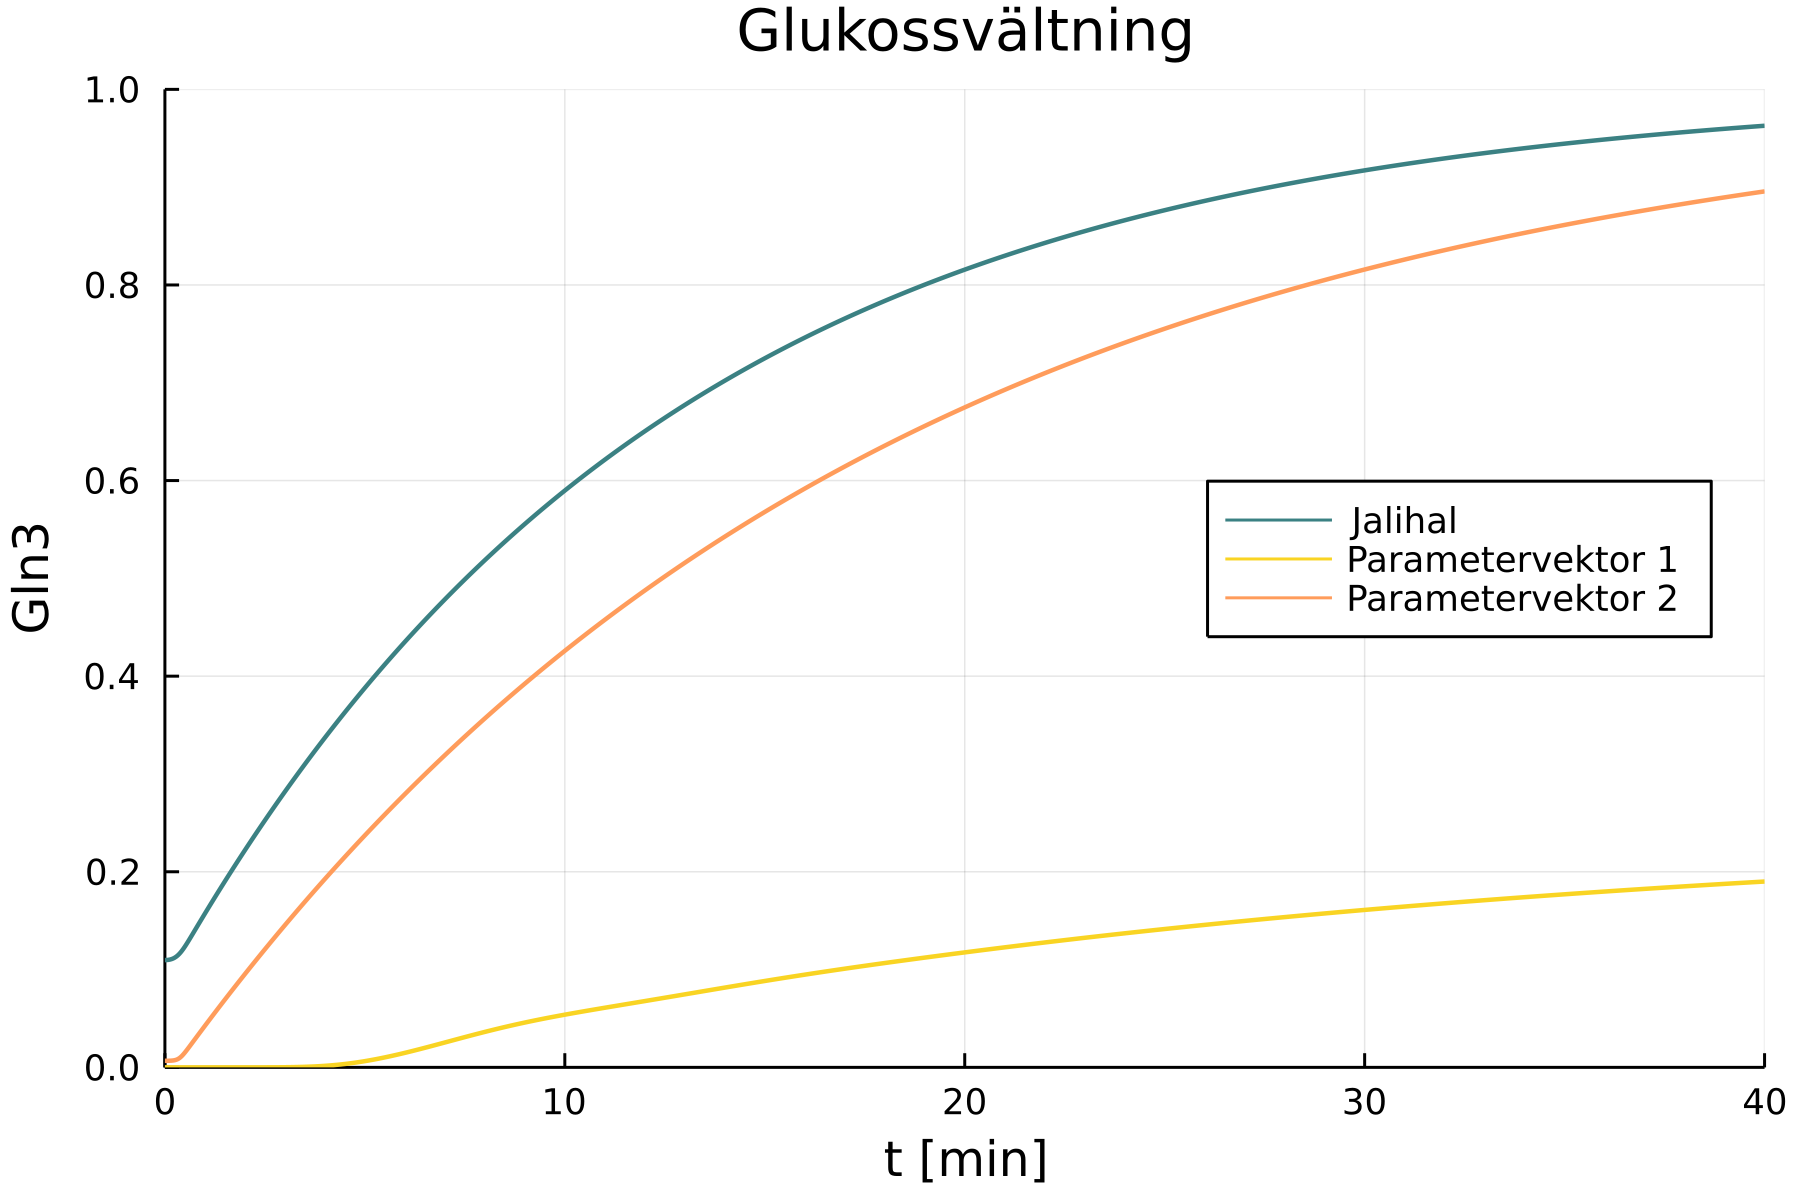 Glukossvältning
1.0
0.8
0.6
0.4
0.2
0.0
Gln3
Jalihal
Parametervektor 1
Parametervektor 2
0 10 20 30 40
t [min]